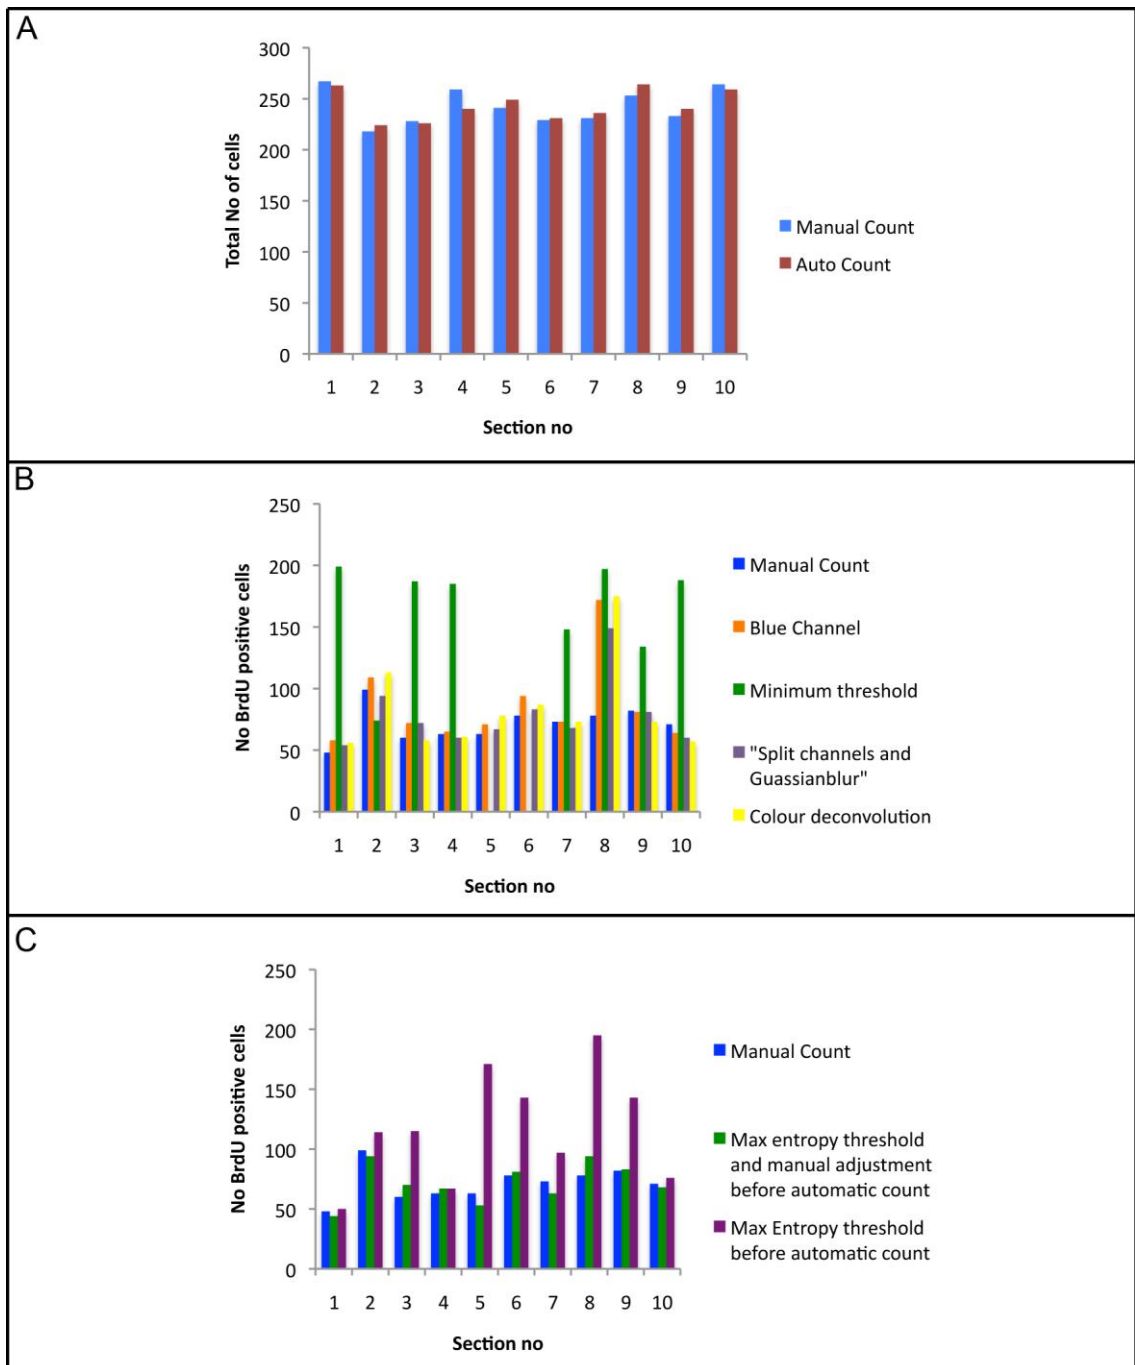 A
300
250
200
150
100
50
0
Total No of cells
1 2 3 4 5 6 7 8 9 10
Section no
Manual Count
Auto Count
B
250
200
150
100
50
0
No BrdU positive cells
1 2 3 4 5 6 7 8 9 10
Section no
Manual Count
Blue Channel
Minimum threshold
"Split channels and
Guassianblur"
Colour deconvolution
C
250
200
150
100
50
0
No BrdU positive cells
1 2 3 4 5 6 7 8 9 10
Section no
Manual Count
Max entropy threshold
and manual adjustment
before automatic count
Max Entropy threshold
before automatic count